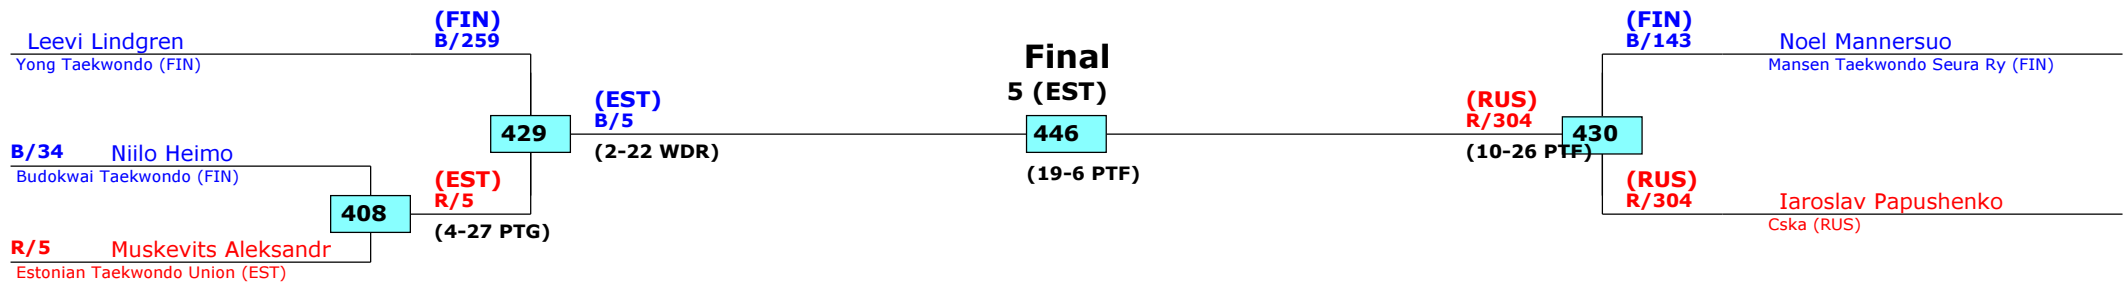 (FIN)
Leevi Lindgren B/259
Yong Taekwondo (FIN)
B/34 Niilo Heimo
Budokwai Taekwondo (FIN)
408
R/5 Muskevits Aleksandr
Estonian Taekwondo Union (EST)
(EST)
R/5
(4-27 PTG)
429
(EST)
B/5
(2-22 WDR)
Final
5 (EST)
446
(19-6 PTF)
(RUS)
R/304
430
(10-26 PTF)
(FIN)
B/143 Noel Mannersuo
Mansen Taekwondo Seura Ry (FIN)
(RUS)
R/304 Iaroslav Papushenko
Cska (RUS)